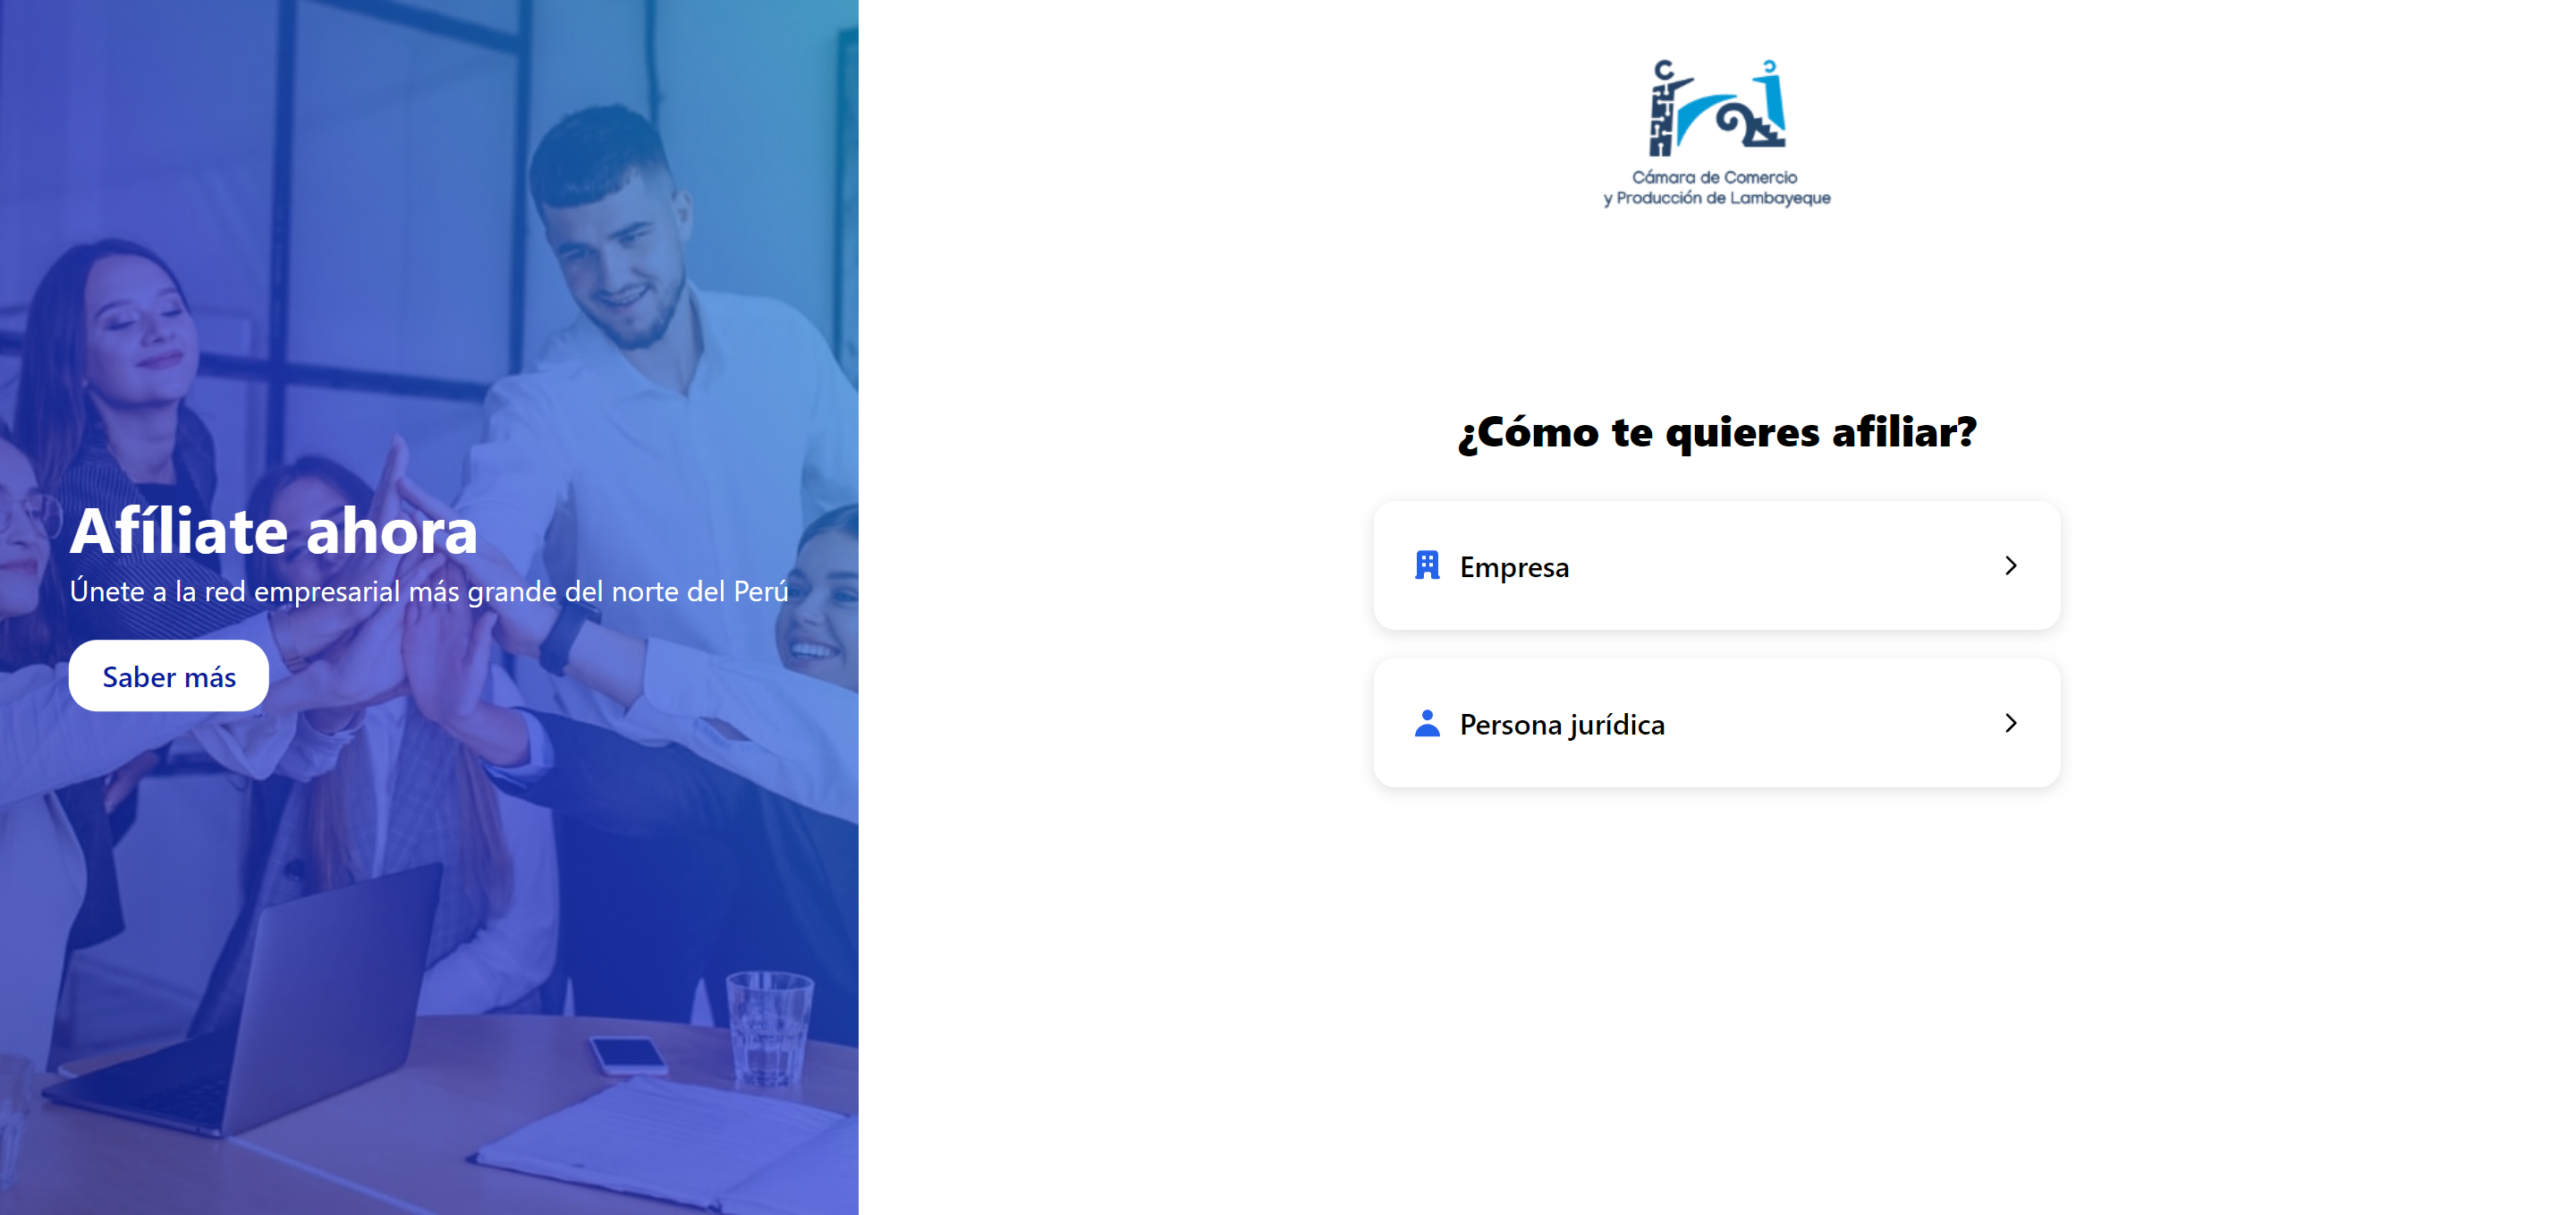 Afíliate ahora
Únete a la red empresarial más grande del norte del Perú
Saber más
Cámara de Comercio
y Producción de Lambayeque
¿Cómo te quieres afiliar?
Empresa
Persona jurídica